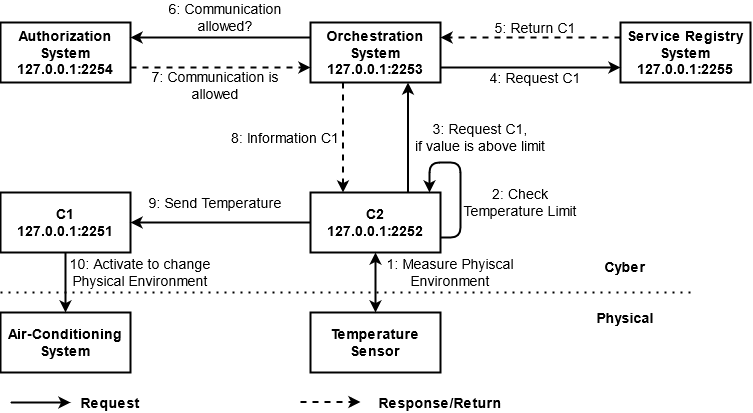 6: Communication
allowed?
5: Return C1
Authorization
System
127.0.0.1:2254
Orchestration
System
127.0.0.1:2253
Service Registry
System
127.0.0.1:2255
7: Communication is
allowed
4: Request C1
8: Information C1
3: Request C1,
if value is above limit
C1
127.0.0.1:2251
9: Send Temperature
C2
127.0.0.1:2252
2: Check
Temperature Limit
10: Activate to change
Physical Environment
1: Measure Phyiscal
Environment
Cyber
Physical
Air-Conditioning
System
Temperature
Sensor
Request
Response/Return